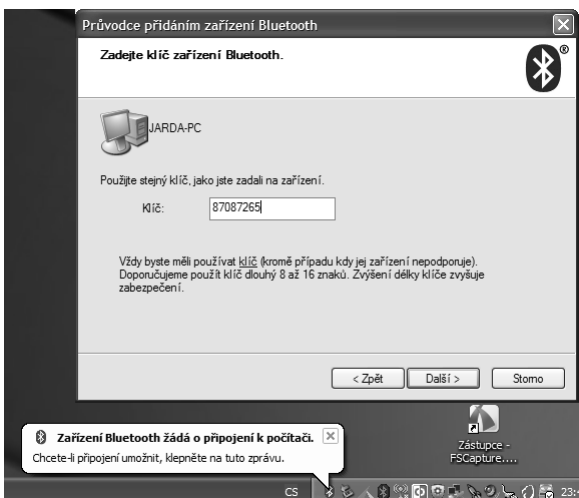 Průvodce přidáním zařízení Bluetooth
Zadejte klíč zařízení Bluetooth.
®
JARDA-PC
Použijte stejný klíč, jako jste zadali na zařízení.
Klíč: 87087265
Vždy byste měli používat klíč (kromě případu kdy jej zařízení nepodporuje).
Doporučujeme použít klíč dlouhý 8 až 16 znaků. Zvýšení délky klíče zvyšuje
zabezpečení.
< Zpět Další > Storno
Zařízení Bluetooth žádá o připojení k počítači.
Chcete-li připojení umožnit, klepněte na tuto zprávu.
Zástupce -
FSCapture....
CS 23: